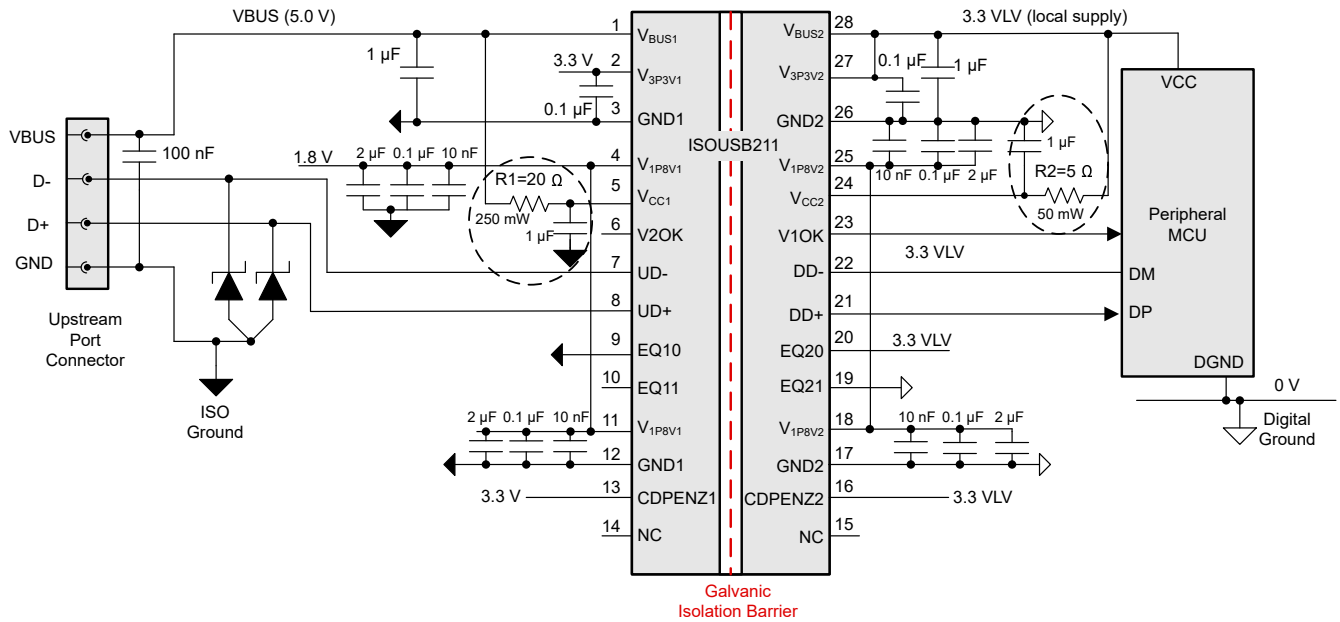 VBUS (5.0 V)
3.3 VLV (local supply)
1 µF
3.3 V
0.1 µF
VBUS
D-
D+
GND
100 nF
Upstream
Port
Connector
ISO
Ground
1.8 V
2 µF
0.1 µF
10 nF
R1=20 Ω
250 mW
1 µF
2 µF
0.1 µF
10 nF
3.3 V
1
2
3
4
5
6
7
8
9
10
11
12
13
14
VBUS1
V3P3V1
GND1
V1P8V1
VCC1
V2OK
UD-
UD+
EQ10
EQ11
V1P8V1
GND1
CDPENZ1
NC
ISOUSB211
VBUS2
V3P3V2
GND2
V1P8V2
VCC2
V1OK
DD-
DD+
EQ20
EQ21
V1P8V2
GND2
CDPENZ2
NC
28
27
26
25
24
23
22
21
20
19
18
17
16
15
0.1 µF
1 µF
10 nF
0.1 µF
2 µF
1 µF
R2=5 Ω
50 mW
3.3 VLV
3.3 VLV
10 nF
0.1 µF
2 µF
3.3 VLV
VCC
Peripheral
MCU
DM
DP
DGND
0 V
Digital
Ground
Galvanic
Isolation Barrier